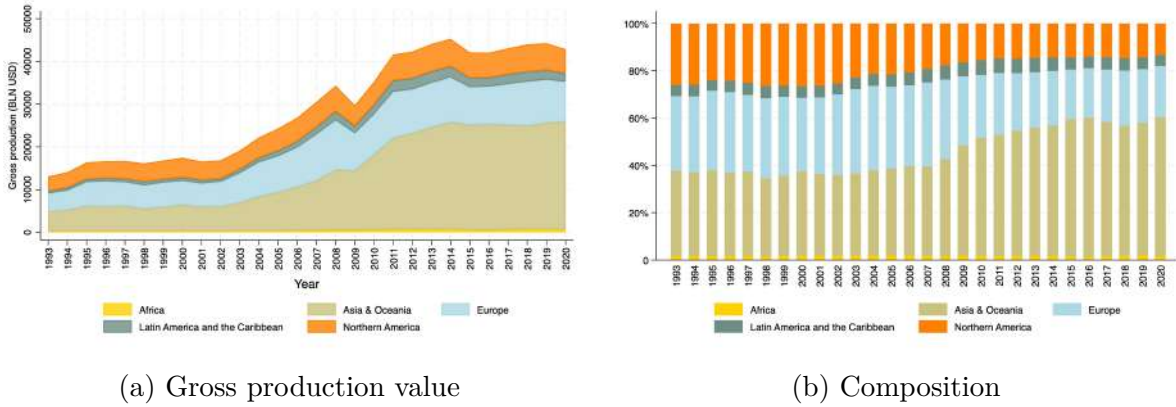 Gross production (BLN USD)
50000
40000
30000
20000
10000
0
1993 1994 1995 1996 1997 1998 1999 2000 2001 2002 2003 2004 2005 2006 2007 2008 2009 2010 2011 2012 2013 2014 2015 2016 2017 2018 2019 2020
Year
Africa Asia & Oceania Europe
Latin America and the Caribbean Northern America
(a) Gross production value
100%
80%
60%
40%
20%
0
1993 1994 1995 1996 1997 1998 1999 2000 2001 2002 2003 2004 2005 2006 2007 2008 2009 2010 2011 2012 2013 2014 2015 2016 2017 2018 2019 2020
Africa Asia & Oceania Europe
Latin America and the Caribbean Northern America
(b) Composition